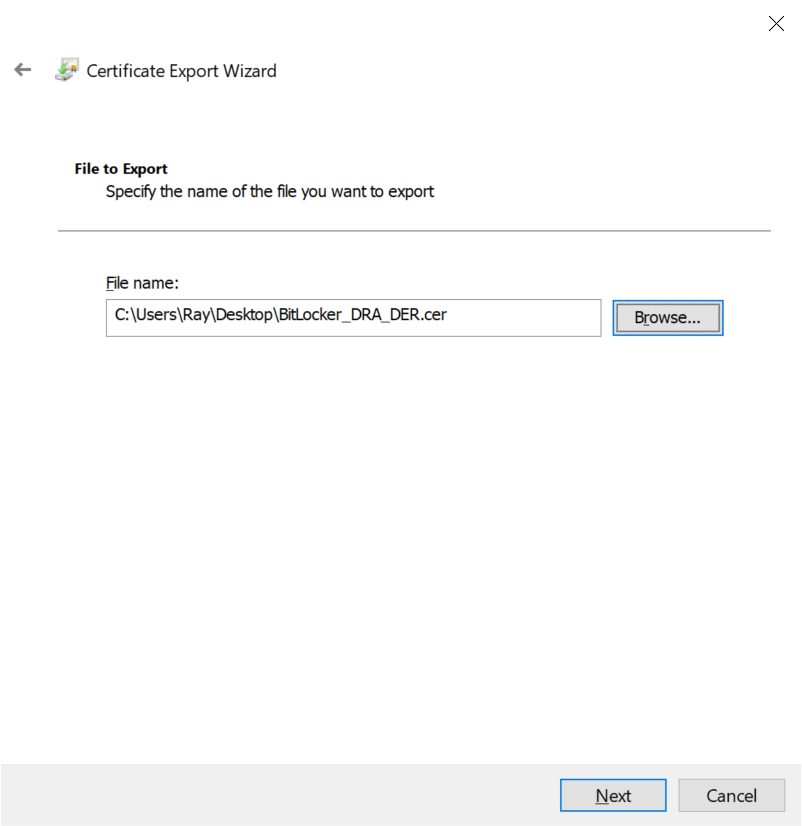 Certificate Export Wizard
File to Export
Specify the name of the file you want to export
File name:
C:\Users\Ray\Desktop\BitLocker_DRA_DER.cer
Browse...
Next
Cancel